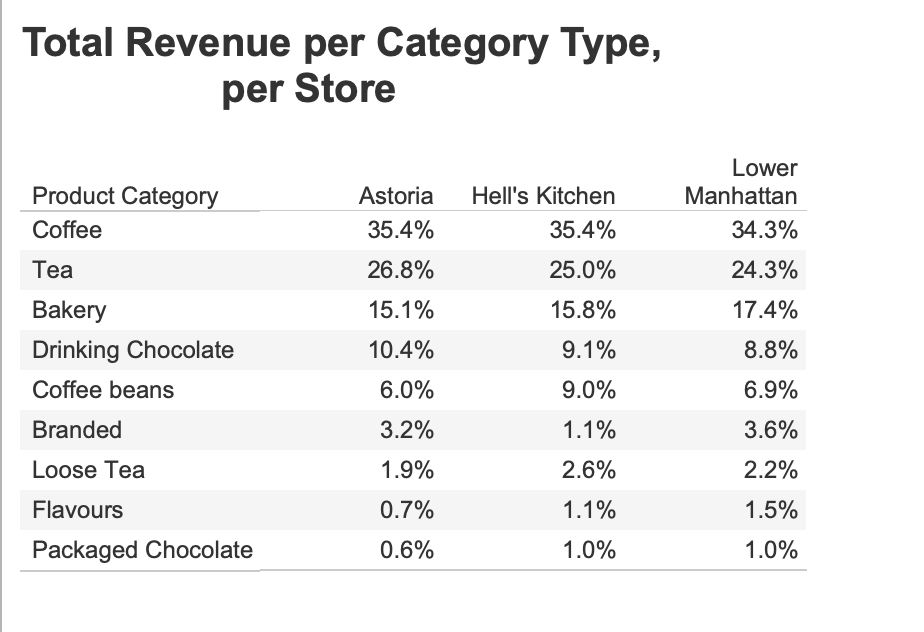 Total Revenue per Category Type,
per Store
Lower
Product Category Astoria Hell's Kitchen Manhattan
Coffee 35.4% 35.4% 34.3%
Tea 26.8% 25.0% 24.3%
Bakery 15.1% 15.8% 17.4%
Drinking Chocolate 10.4% 9.1% 8.8%
Coffee beans 6.0% 9.0% 6.9%
Branded 3.2% 1.1% 3.6%
Loose Tea 1.9% 2.6% 2.2%
Flavours 0.7% 1.1% 1.5%
Packaged Chocolate 0.6% 1.0% 1.0%